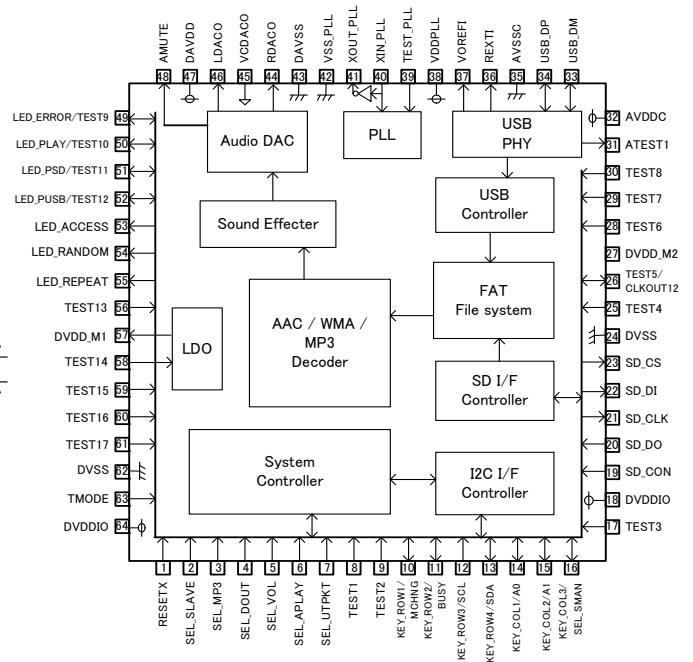 AMUTE
DAVDD
LDACO
VCDACO
RDACO
DAVSS
VSS_PLL
XOUT_PLL
XIN_PLL
TEST_PLL
VDDPLL
VOREFI
REXTI
AVSSC
USB_DP
USB_DM
48 47 46 45 44 43 42 41 40 39 38 37 36 35 34 33
LED_ERROR/TEST9 49
LED_PLAY/TEST10 50
LED_PSD/TEST11 51
LED_PUSB/TEST12 52
LED_ACCESS 53
LED_RANDOM 54
LED_REPEAT 55
TEST13 56
DVDD_M1 57
TEST14 58
TEST15 59
TEST16 60
TEST17 61
DVSS 62
TMODE 63
DVDDIO 64
Audio DAC
PLL
USB
PHY
Sound Effecter
USB
Controller
LDO
AAC / WMA /
MP3
Decoder
FAT
File system
SD I/F
Controller
System
Controller
I2C I/F
Controller
32 AVDDC
31 ATEST1
30 TEST8
29 TEST7
28 TEST6
27 DVDD_M2
26 TEST5/
CLKOUT12
25 TEST4
24 DVSS
23 SD_CS
22 SD_DI
21 SD_CLK
20 SD_DO
19 SD_CON
18 DVDDIO
17 TEST3
1 2 3 4 5 6 7 8 9 10 11 12 13 14 15 16
RESETX
SEL_SLAVE
SEL_MP3
SEL_DOUT
SEL_VOL
SEL_APLAY
SEL_UTPKT
TEST1
TEST2
KEY_ROW1/
MCHNG
KEY_ROW2/
BUSY
KEY_ROW3/SCL
KEY_ROW4/SDA
KEY_COL1/A0
KEY_COL2/A1
KEY_COL3/
SEL_SMAN